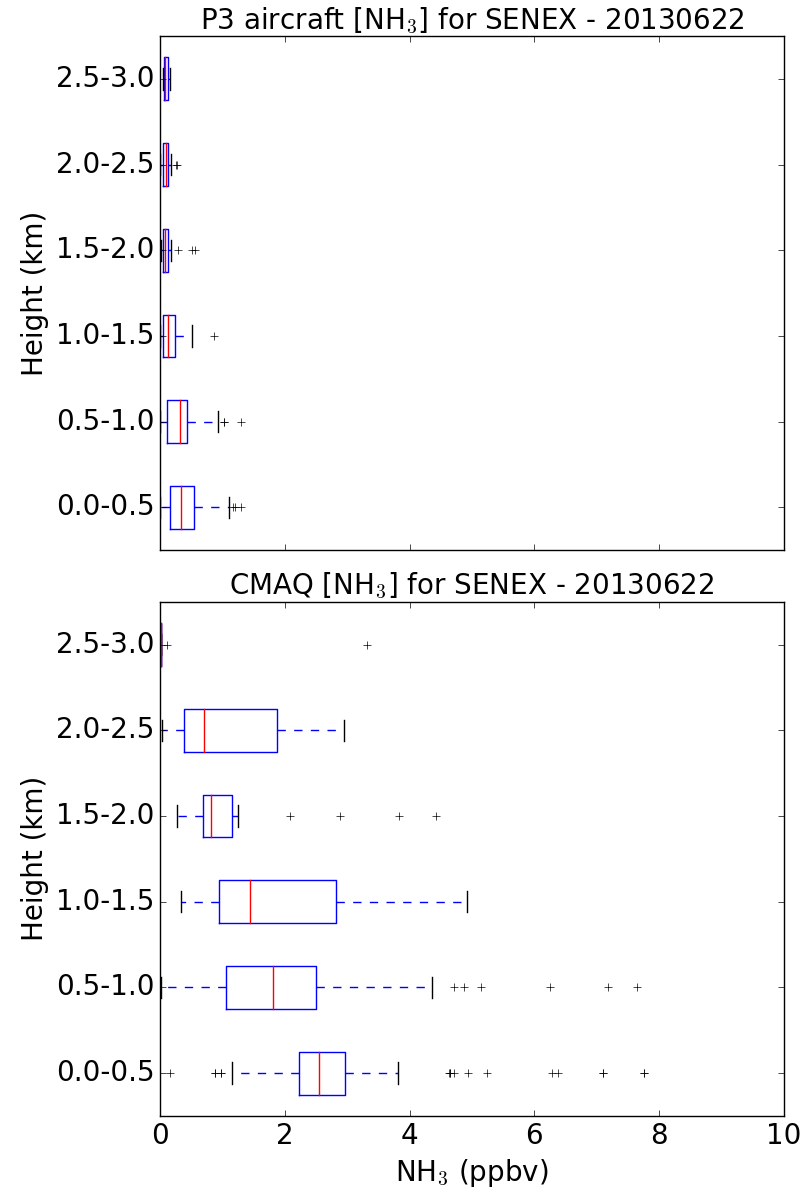 P3 aircraft [NH₃] for SENEX - 20130622
2.5-3.0
2.0-2.5
1.5-2.0
1.0-1.5
0.5-1.0
0.0-0.5
Height (km)
CMAQ [NH₃] for SENEX - 20130622
2.5-3.0
2.0-2.5
1.5-2.0
1.0-1.5
0.5-1.0
0.0-0.5
Height (km)
0 2 4 6 8 10
NH₃ (ppbv)